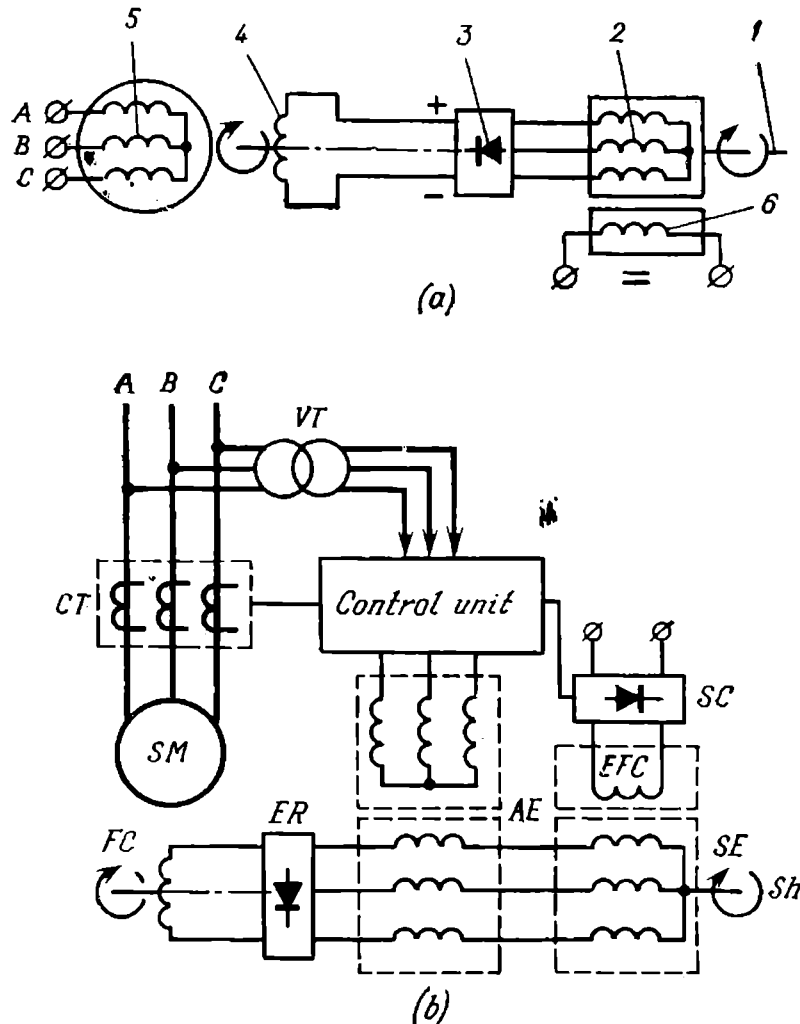 5 4 3 2 1
A
B
C
+
−
6
=
(a)
A B C
VT
CT
Control unit
SC
SM
EFC
AE
FC ER SE
Sh
(b)